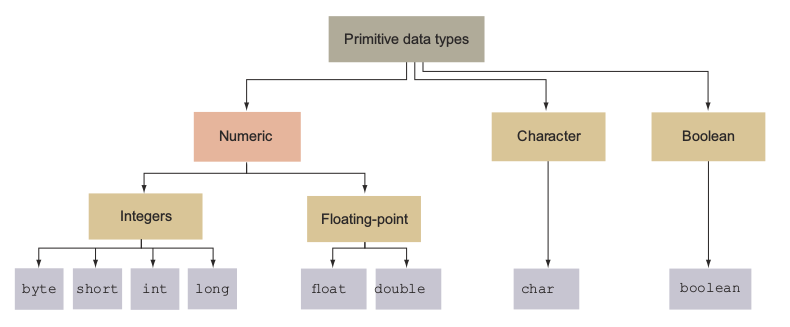 Primitive data types
Numeric
Character
Boolean
Integers
Floating-point
byte
short
int
long
float
double
char
boolean